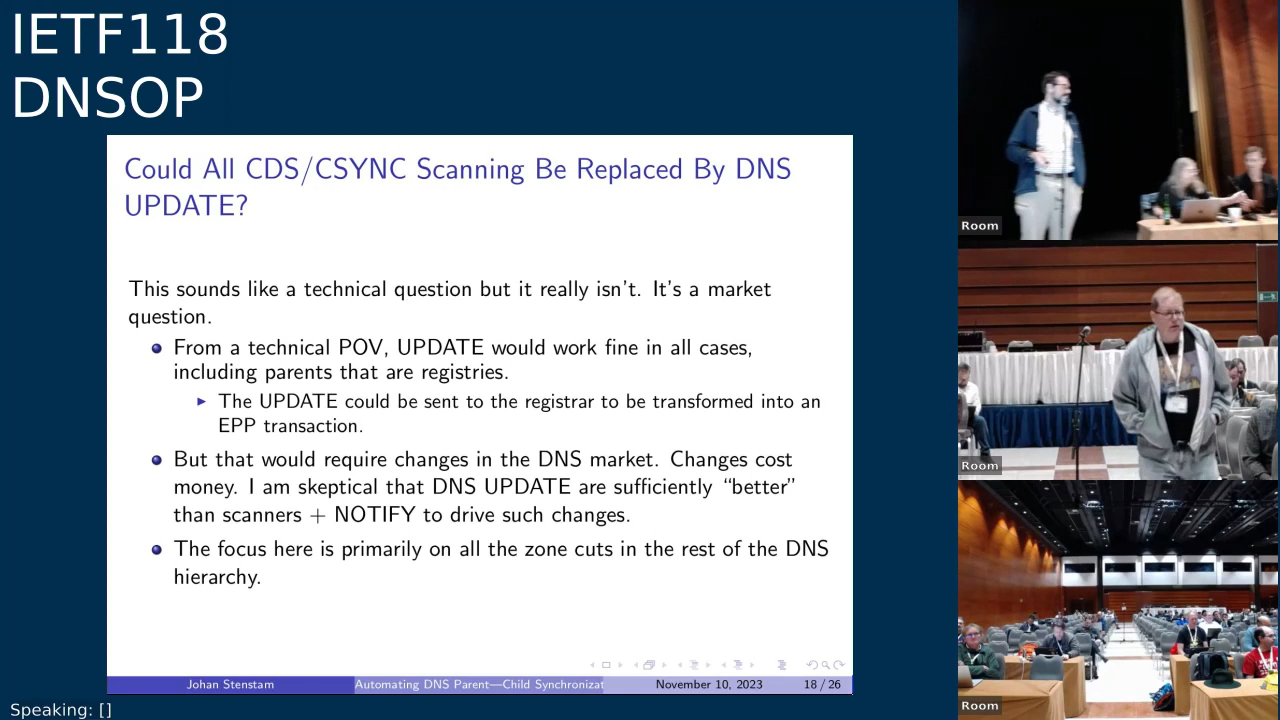 IETF118
DNSOP
Could All CDS/CSYNC Scanning Be Replaced By DNS
UPDATE?
This sounds like a technical question but it really isn't. It's a market
question.
From a technical POV, UPDATE would work fine in all cases,
including parents that are registries.
The UPDATE could be sent to the registrar to be transformed into an
EPP transaction.
But that would require changes in the DNS market. Changes cost
money. I am skeptical that DNS UPDATE are sufficiently “better”
than scanners + NOTIFY to drive such changes.
The focus here is primarily on all the zone cuts in the rest of the DNS
hierarchy.
Johan Stenstam
Automating DNS Parent—Child Synchronizat
November 10, 2023
18 / 26
Speaking: []
Room
Room
Room